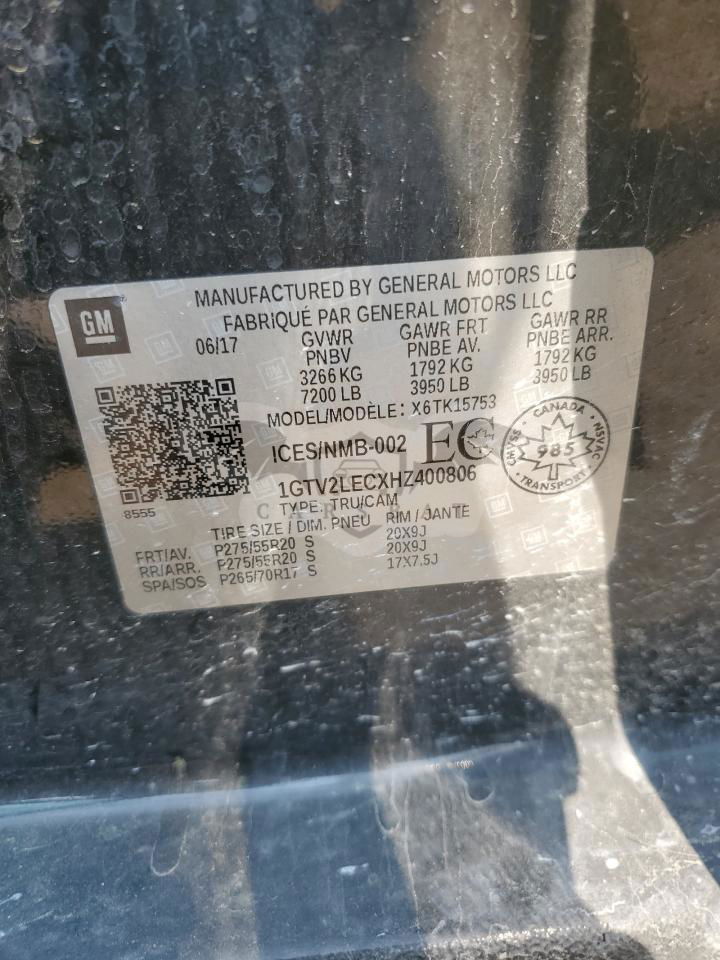 GM
MANUFACTURED BY GENERAL MOTORS LLC
FABRIQUÉ PAR GENERAL MOTORS LLC
06/17 GVWR GAWR FRT GAWR RR
PNBV PNBE AV. PNBE ARR.
3266 KG 1792 KG 1792 KG
7200 LB 3950 LB 3950 LB
MODEL/MODÈLE: X6TK15753
ICES/NMB-002 EC
CANADA
CMVSS NSVAC
985
TRANSPORT
1GTV2LECXHZ400806
8555
TYPE: TRU/CAM
CARSFAX
TIRE SIZE / DIM. PNEU RIM / JANTE
FRT/AV. P275/55R20 S 20X9J
RR/ARR. P275/55R20 S 20X9J
SPA/SOS P265/70R17 S 17X7.5J